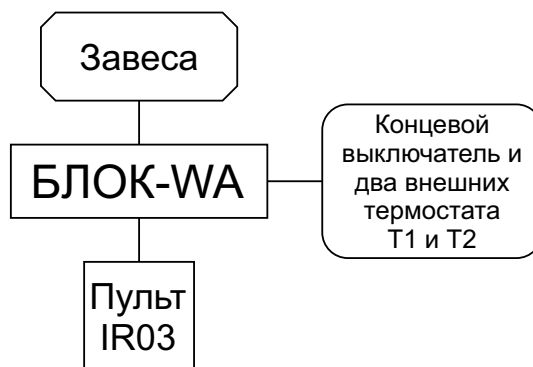 Завеса
БЛОК-WA
Концевой
выключатель и
два внешних
термостата
Т1 и Т2
Пульт
IR03